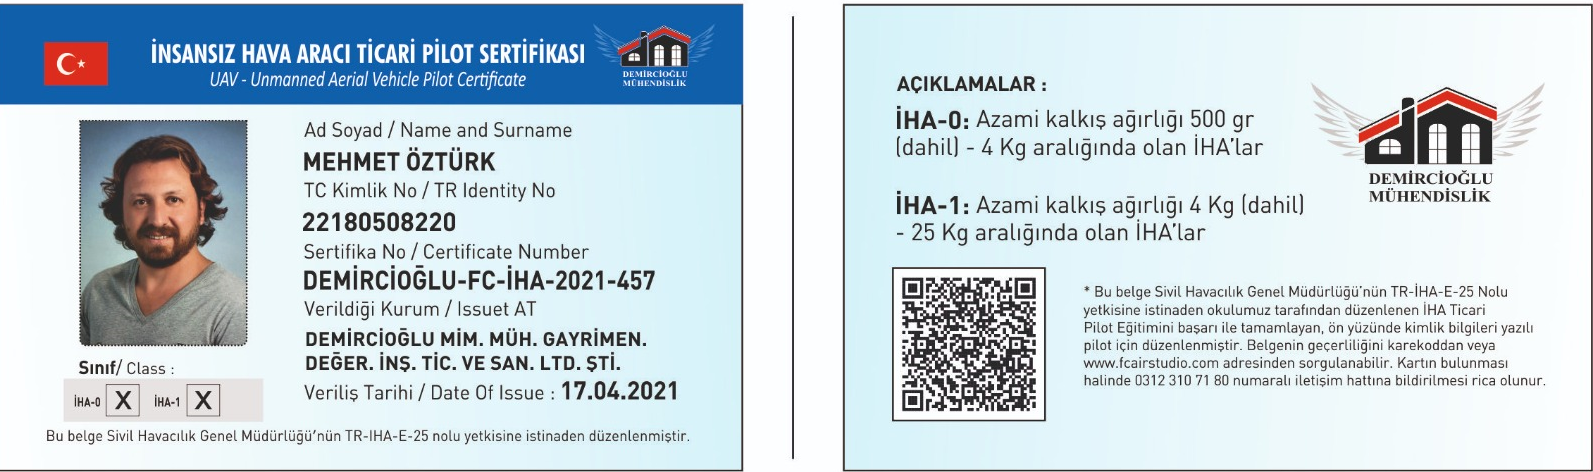 İNSANSIZ HAVA ARACI TİCARİ PİLOT SERTİFİKASI
UAV - Unmanned Aerial Vehicle Pilot Certificate
DEMİRCİOĞLU
MÜHENDİSLİK
Ad Soyad / Name and Surname
MEHMET ÖZTÜRK
TC Kimlik No / TR Identity No
22180508220
Sertifika No / Certificate Number
DEMİRCİOĞLU-FC-İHA-2021-457
Verildiği Kurum / Issuet AT
DEMİRCİOĞLU MİM. MÜH. GAYRİMEN.
DEĞER. İNŞ. TİC. VE SAN. LTD. ŞTİ.
Veriliş Tarihi / Date Of Issue : 17.04.2021
Sınıf/ Class :
İHA-0 X İHA-1 X
Bu belge Sivil Havacılık Genel Müdürlüğü'nün TR-IHA-E-25 nolu yetkisine istinaden düzenlenmiştir.
AÇIKLAMALAR :
İHA-0: Azami kalkış ağırlığı 500 gr
(dahil) - 4 Kg aralığında olan İHA'lar
İHA-1: Azami kalkış ağırlığı 4 Kg (dahil)
- 25 Kg aralığında olan İHA'lar
DEMİRCİOĞLU
MÜHENDİSLİK
* Bu belge Sivil Havacılık Genel Müdürlüğü'nün TR-İHA-E-25 Nolu
yetkisine istinaden okulumuz tarafından düzenlenen İHA Ticari
Pilot Eğitimini başarı ile tamamlayan, ön yüzünde kimlik bilgileri yazılı
pilot için düzenlenmiştir. Belgenin geçerliliğini karekoddan veya
www.fcairstudio.com adresinden sorgulanabilir. Kartın bulunması
halinde 0312 310 71 80 numaralı iletişim hattına bildirilmesi rica olunur.